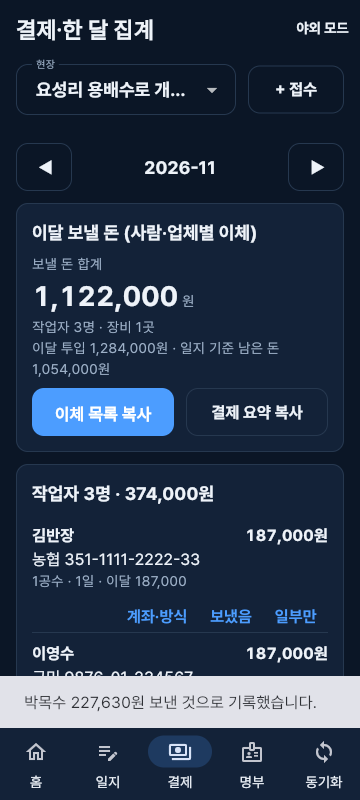 결제·한 달 집계
야외 모드
현장
요성리 용배수로 개...
+ 접수
◀
2026-11
▶
이달 보낼 돈 (사람·업체별 이체)
보낼 돈 합계
1,122,000 원
작업자 3명 · 장비 1곳
이달 투입 1,284,000원 · 일지 기준 남은 돈
1,054,000원
이체 목록 복사
결제 요약 복사
작업자 3명 · 374,000원
김반장
187,000원
농협 351-1111-2222-33
1공수 · 1일 · 이달 187,000
계좌·방식
보냈음
일부만
이영수
187,000원
박목수 227,630원 보낸 것으로 기록했습니다.
홈
일지
결제
명부
동기화